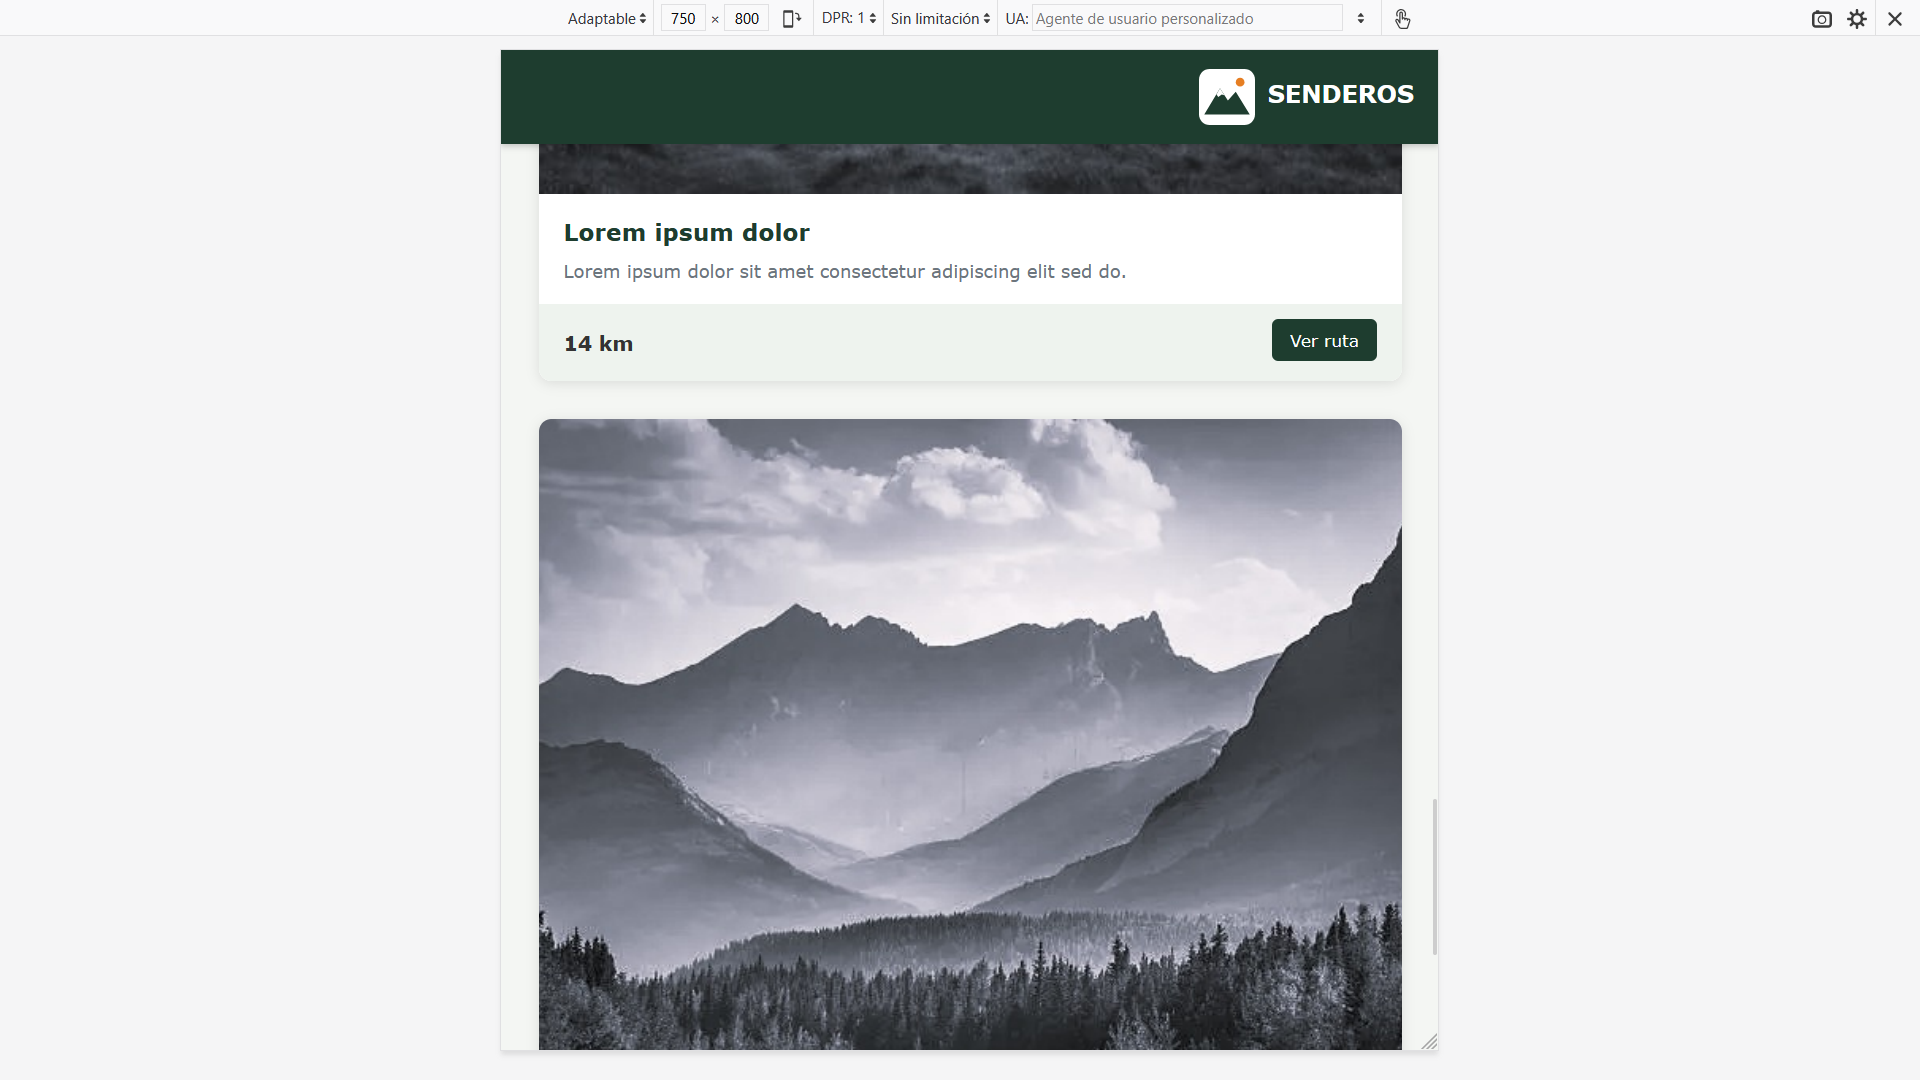 Adaptable 750 × 800 DPR: 1 Sin limitación UA: Agente de usuario personalizado
SENDEROS
Lorem ipsum dolor
Lorem ipsum dolor sit amet consectetur adipiscing elit sed do.
14 km
Ver ruta